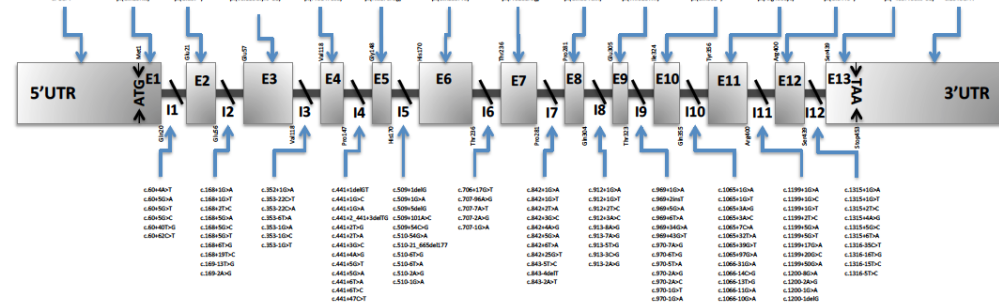 Met1
Glu21
Glu57
Val118
Gly148
His170
Thr236
Pro281
Glu305
Ile324
Tyr356
Arg400
Ser439
5'UTR
ATG
E1
E2
E3
E4
E5
E6
E7
E8
E9
E10
E11
E12
E13
TAA
3'UTR
I1
I2
I3
I4
I5
I6
I7
I8
I9
I10
I11
I12
Gln20
Glu56
Val118
Pro147
His170
Thr236
Pro281
Gln304
Thr323
Gln355
Arg400
Ser439
Stop453
c.60+4A>T
c.60+5G>A
c.60+5G>T
c.60+5G>C
c.60+40T>G
c.60+62C>T
c.168+1G>A
c.168+1G>T
c.168+2T>G
c.168+2T>C
c.168+5G>A
c.168+5G>C
c.168+5G>T
c.168+6T>G
c.168+19T>C
c.169-13T>G
c.169-2A>G
c.352+1G>A
c.353-22C>T
c.353-22C>A
c.353-6T>A
c.353-1G>A
c.353-1G>C
c.353-1G>T
c.441+1delGT
c.441+1G>C
c.441+1G>A
c.441+2_441+3delTG
c.441+2T>G
c.441+2T>A
c.441+3G>C
c.441+4A>G
c.441+5G>T
c.441+5G>A
c.441+6T>C
c.441+47C>T
c.509+1delG
c.509+1G>A
c.509+5delG
c.509+101A>C
c.509+54C>G
c.510-54G>A
c.510-21_665del177
c.510-6T>G
c.510-6T>A
c.510-2A>G
c.510-1G>A
c.706+17G>T
c.707-96A>G
c.707-7A>T
c.707-2A>G
c.707-1G>A
c.842+1G>A
c.842+1G>T
c.842+2T>A
c.842+3G>C
c.842+4A>G
c.842+5G>A
c.842+6T>A
c.842+25G>T
c.843-5T>C
c.843-4delT
c.843-2A>T
c.912+1G>A
c.912+1G>T
c.912+2T>C
c.912+3A>C
c.913-8A>G
c.913-7T>G
c.913-5T>G
c.913-3C>G
c.913-2A>G
c.969+1G>A
c.969+2insT
c.969+5G>A
c.969+6T>A
c.969+34G>A
c.969+43G>T
c.970-7A>G
c.970-6T>G
c.970-5T>A
c.970-2A>G
c.970-2A>C
c.970-1G>T
c.970-1G>A
c.1065+1G>A
c.1065+1G>T
c.1065+3A>G
c.1065+3A>C
c.1065+7C>A
c.1065+32T>A
c.1065+39G>T
c.1065+97G>A
c.1066-31G>A
c.1066-14C>G
c.1066-13T>G
c.1066-11G>A
c.1066-10G>A
c.1199+1G>A
c.1199+1G>C
c.1199+1G>T
c.1199+2T>C
c.1199+5G>A
c.1199+17G>A
c.1199+20G>C
c.1199+50G>A
c.1200-8G>A
c.1200-2A>G
c.1200-1G>A
c.1200-1delG
c.1315+1G>A
c.1315+1G>T
c.1315+2T>C
c.1315+4A>G
c.1315+5G>C
c.1315+6T>A
c.1316-35C>T
c.1316-16T>G
c.1316-15T>G
c.1316-5T>C